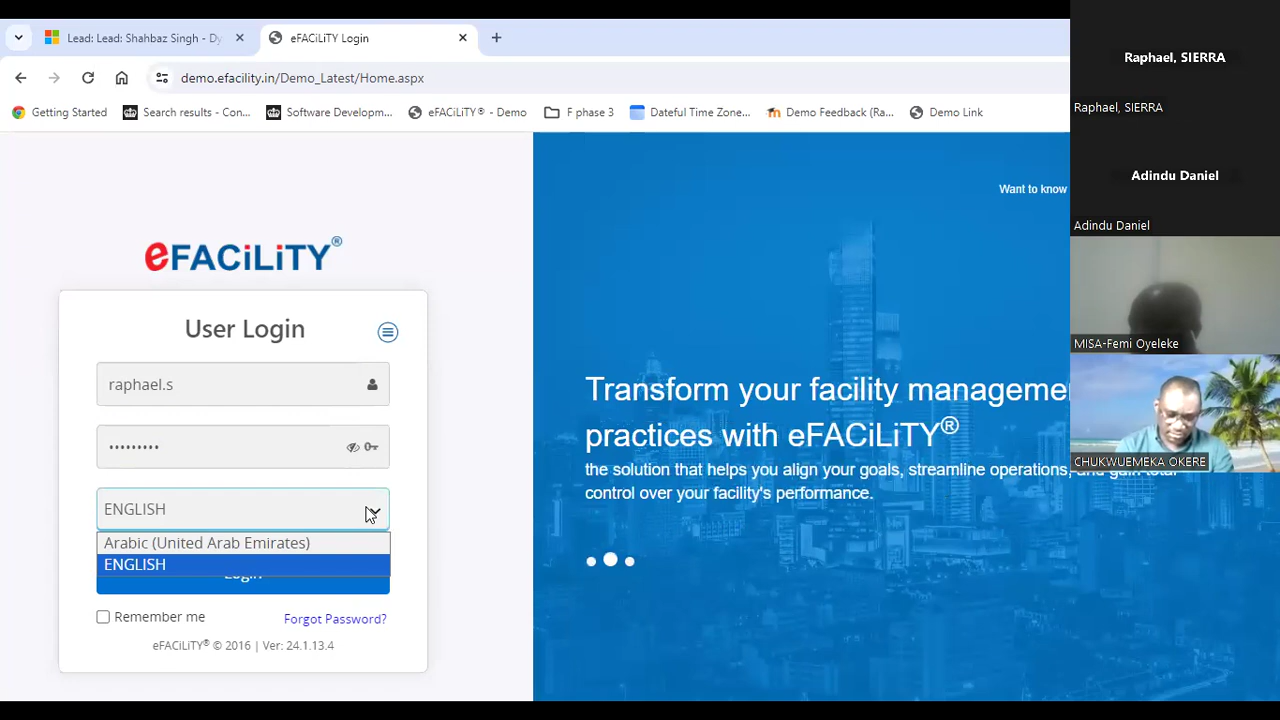 Lead: Lead: Shahbaz Singh - Dy
eFACiLiTY Login
demo.efacility.in/Demo_Latest/Home.aspx
Getting Started
Search results - Con...
Software Developm...
eFACiLiTY® - Demo
F phase 3
Dateful Time Zone...
Demo Feedback (Ra...
Demo Link
eFACiLiTY®
User Login
raphael.s
•••••••••
ENGLISH
Arabic (United Arab Emirates)
ENGLISH
Login
Remember me
Forgot Password?
eFACiLiTY® © 2016 | Ver: 24.1.13.4
Want to know
Transform your facility manageme
practices with eFACiLiTY®
the solution that helps you align your goals, streamline operations, and gain total
control over your facility's performance.
Raphael, SIERRA
Raphael, SIERRA
Adindu Daniel
Adindu Daniel
MISA-Femi Oyeleke
CHUKWUEMEKA OKERE